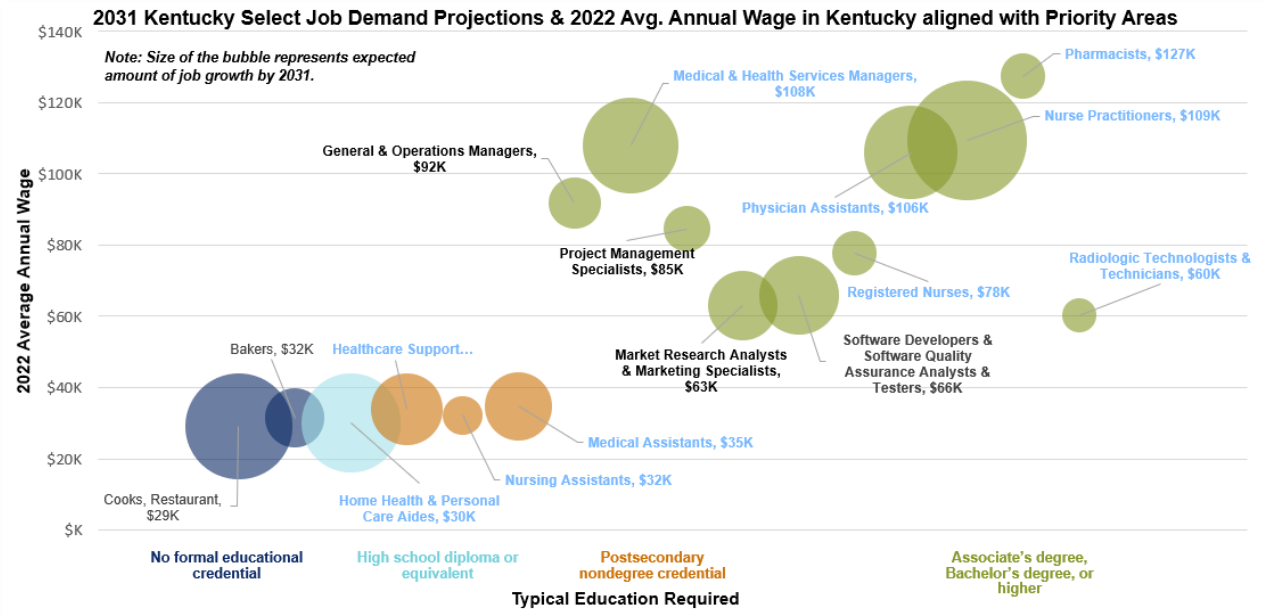 2031 Kentucky Select Job Demand Projections & 2022 Avg. Annual Wage in Kentucky aligned with Priority Areas
Note: Size of the bubble represents expected
amount of job growth by 2031.
2022 Average Annual Wage
$140K
$120K
$100K
$80K
$60K
$40K
$20K
$K
Pharmacists, $127K
Medical & Health Services Managers,
$108K
Nurse Practitioners, $109K
General & Operations Managers,
$92K
Physician Assistants, $106K
Project Management
Specialists, $85K
Radiologic Technologists &
Technicians, $60K
Registered Nurses, $78K
Market Research Analysts
& Marketing Specialists,
$63K
Software Developers &
Software Quality
Assurance Analysts &
Testers, $66K
Bakers, $32K
Healthcare Support...
Medical Assistants, $35K
Nursing Assistants, $32K
Cooks, Restaurant,
$29K
Home Health & Personal
Care Aides, $30K
No formal educational
credential
High school diploma or
equivalent
Postsecondary
nondegree credential
Associate's degree,
Bachelor's degree, or
higher
Typical Education Required